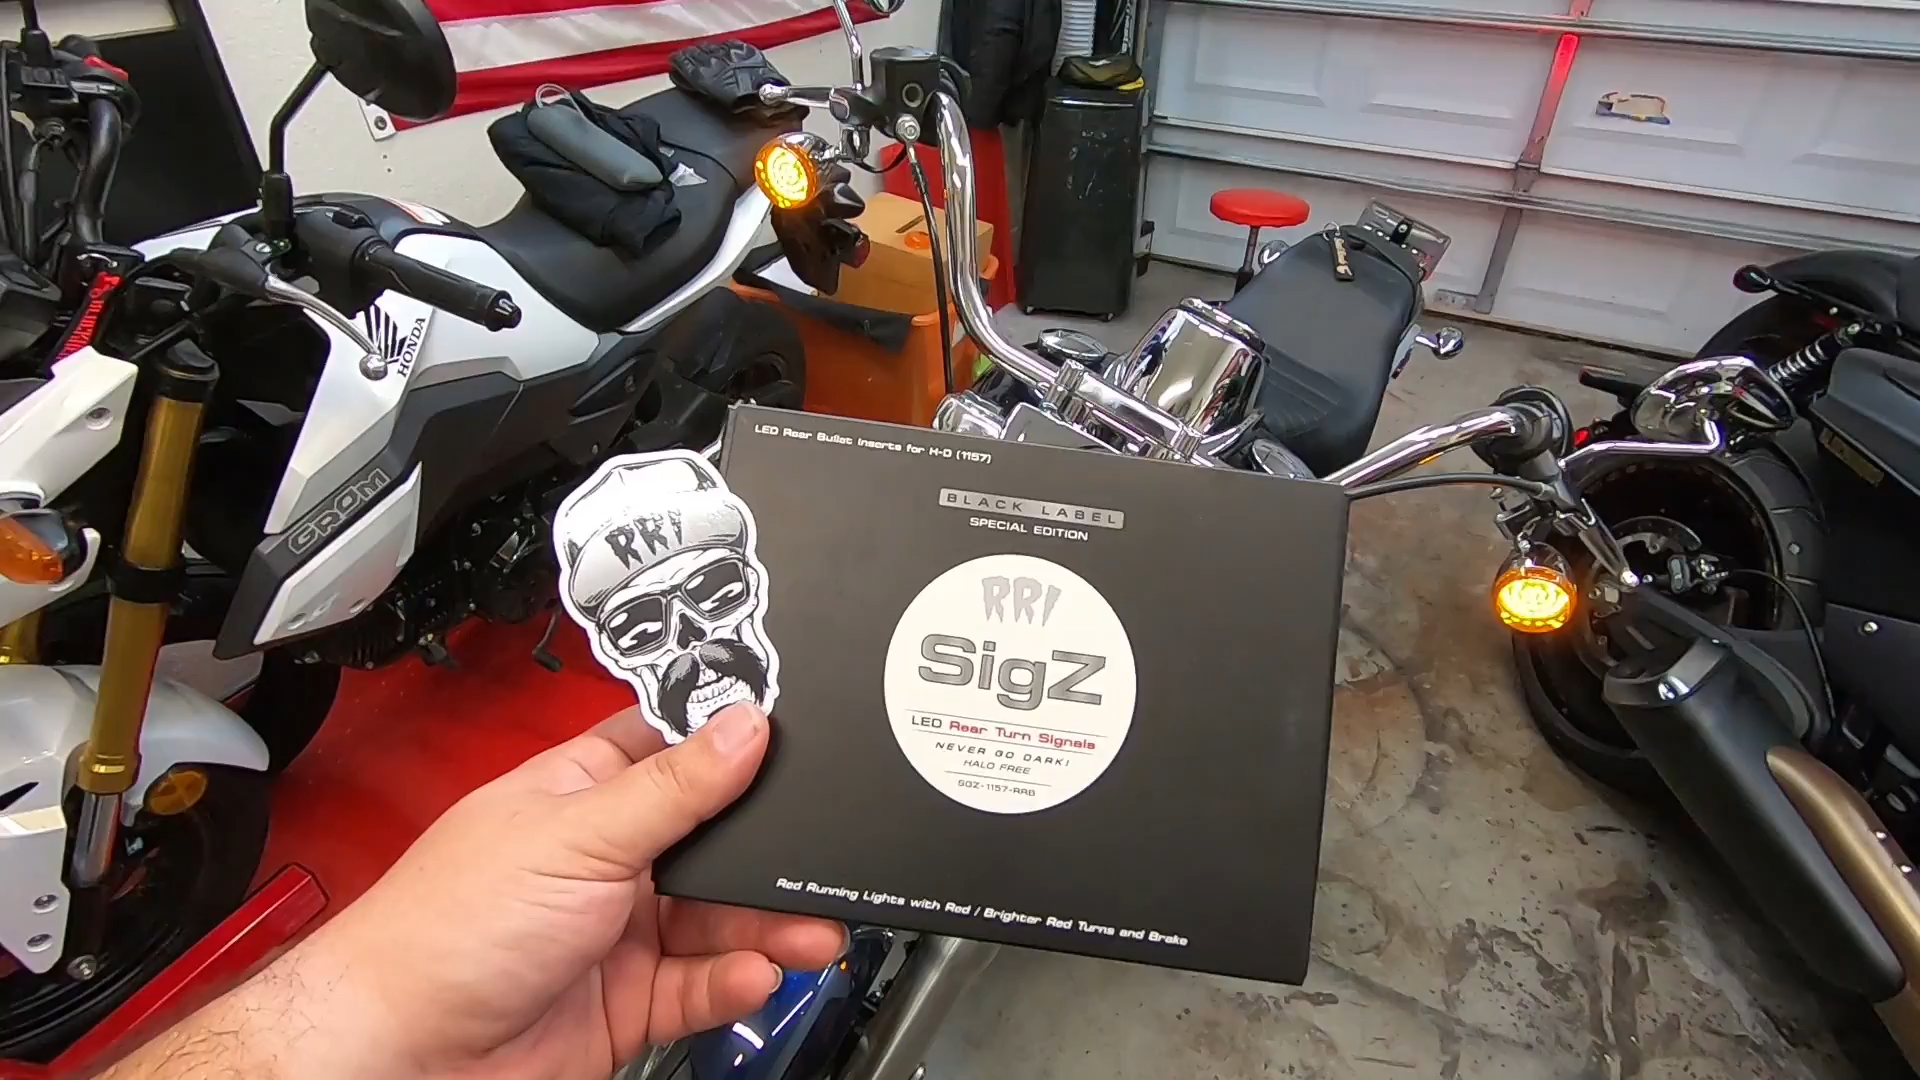 HONDA
GROM
RRI
LED Rear Bullet Inserts for H-D (1157)
BLACK LABEL
SPECIAL EDITION
RRI
SigZ
LED Rear Turn Signals
NEVER GO DARK!
HALO FREE
SGZ-1157-RRB
Red Running Lights with Red / Brighter Red Turns and Brake